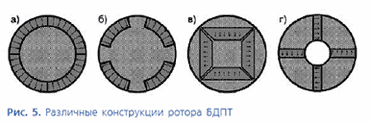 а) б) в) г)
Рис. 5. Различные конструкции ротора БДПТ